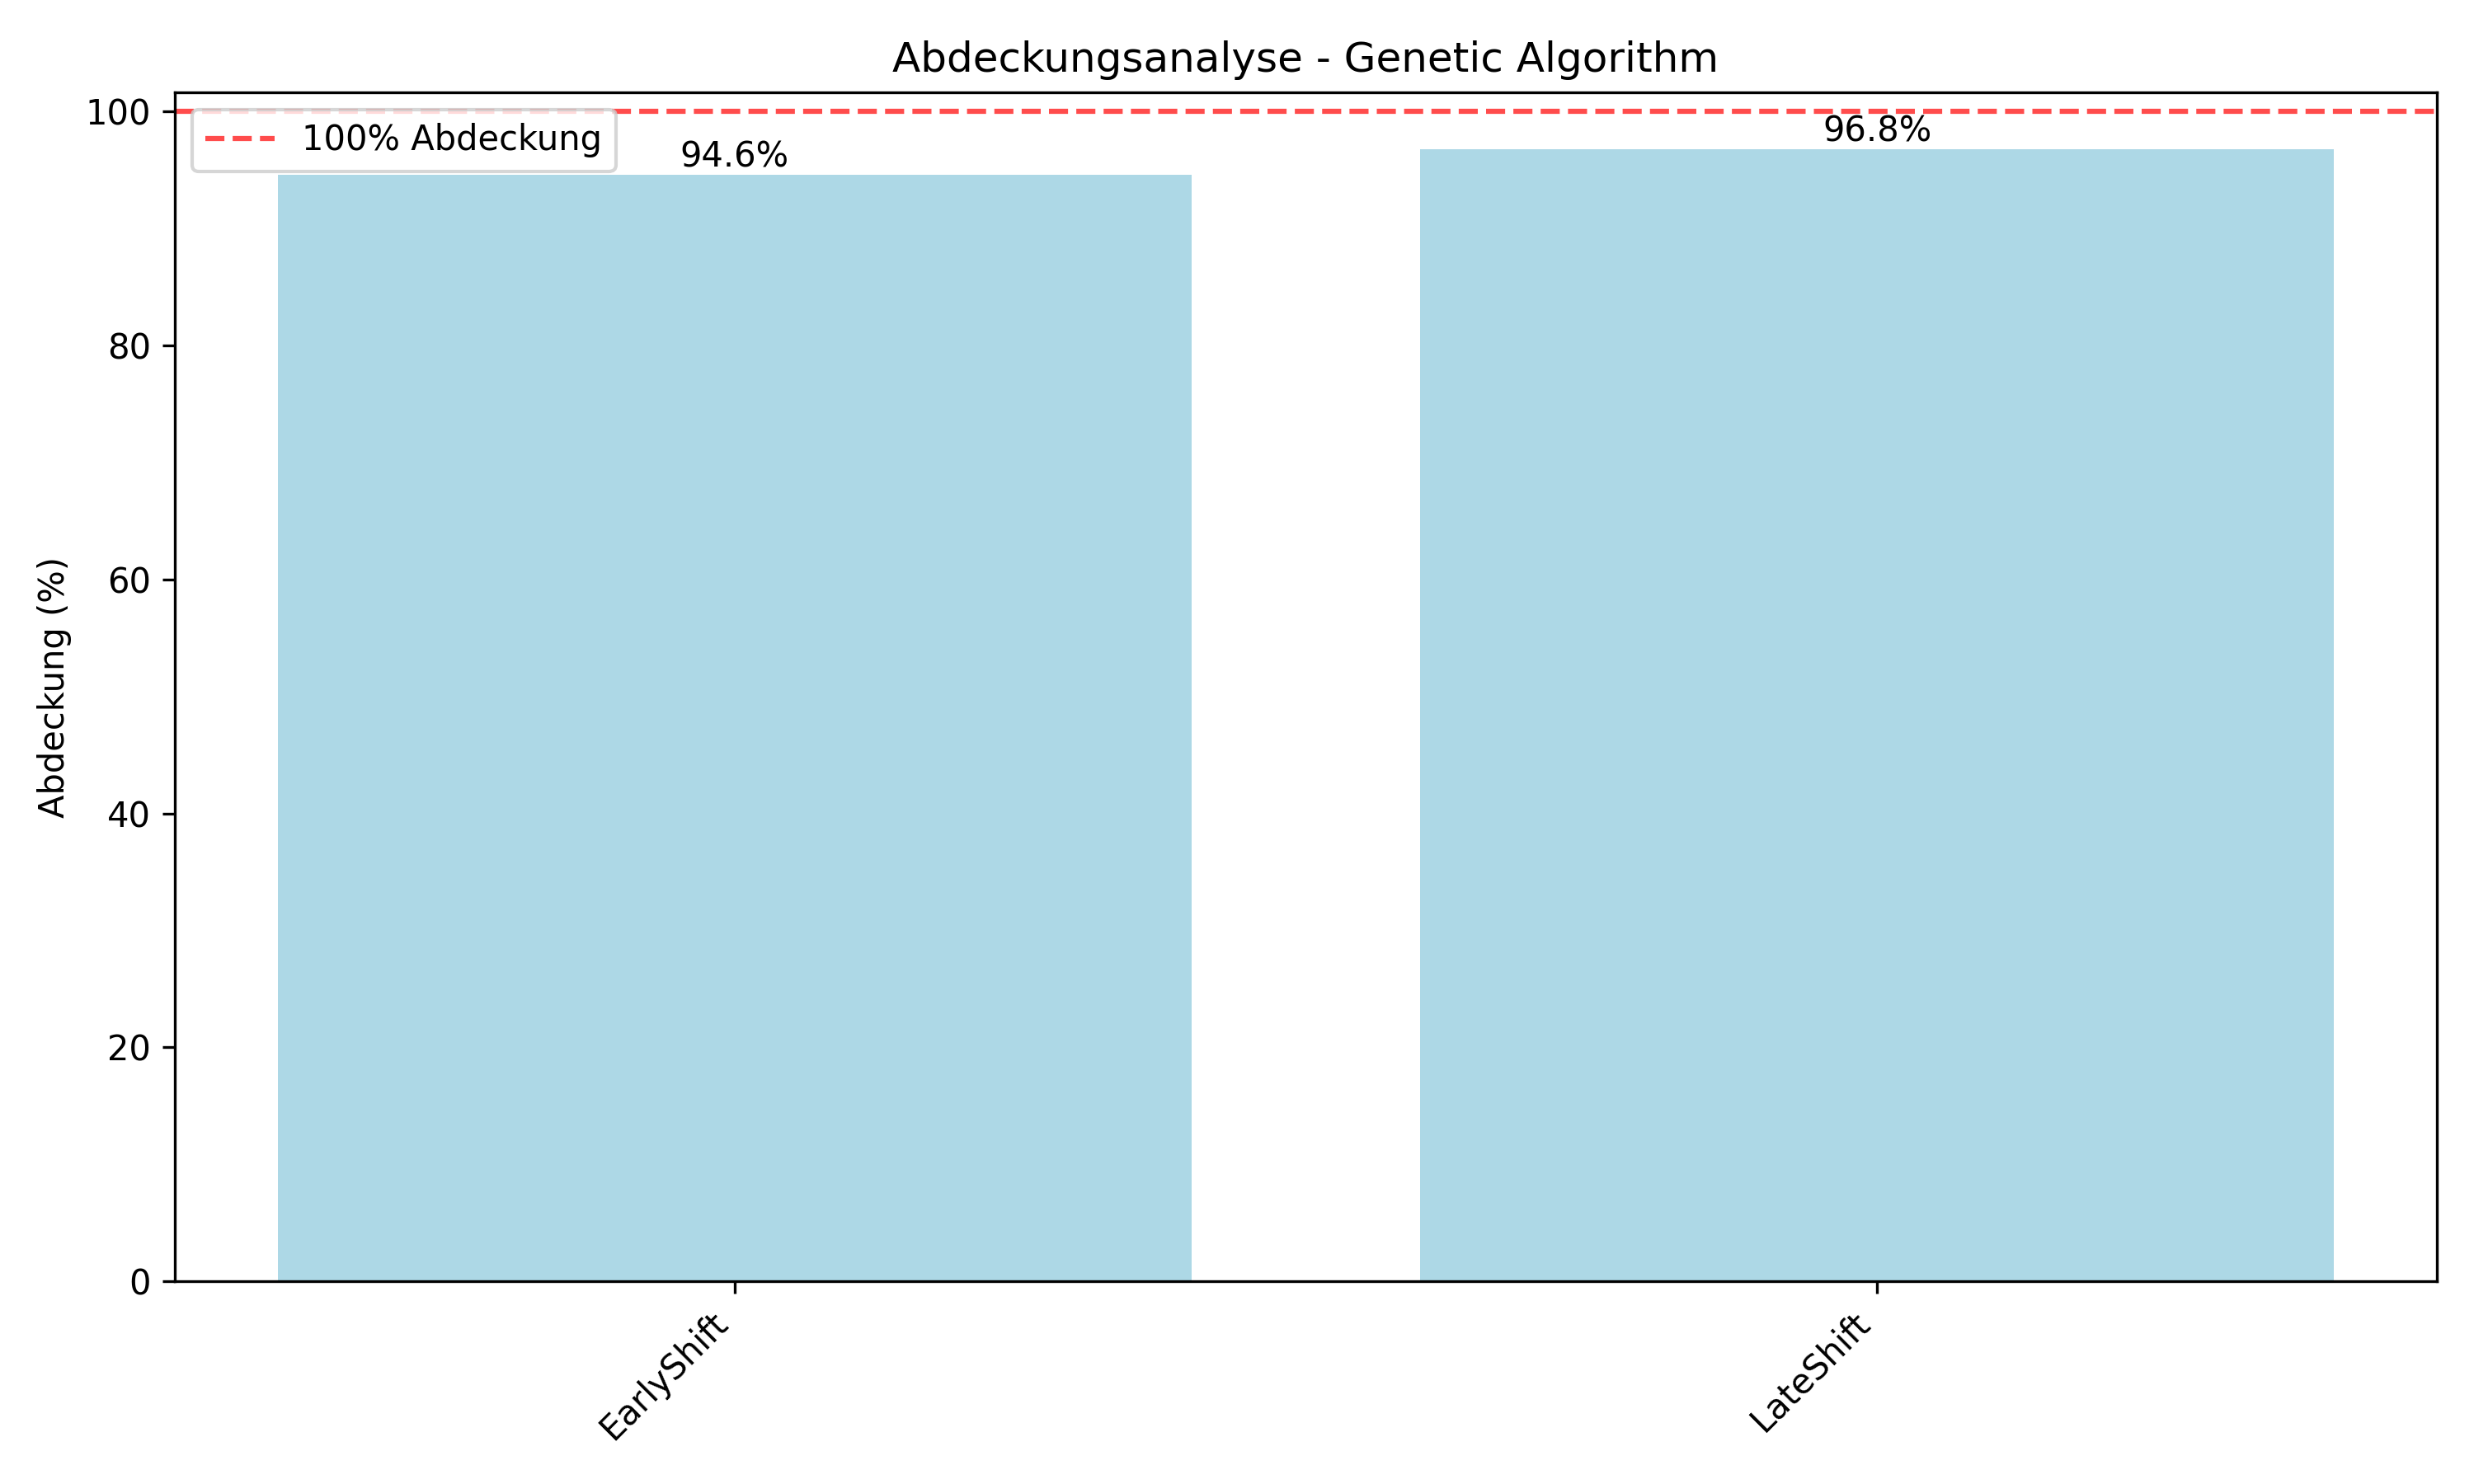 Abdeckungsanalyse - Genetic Algorithm
100% Abdeckung
94.6%
96.8%
Abdeckung (%)
100
80
60
40
20
0
EarlyShift
LateShift